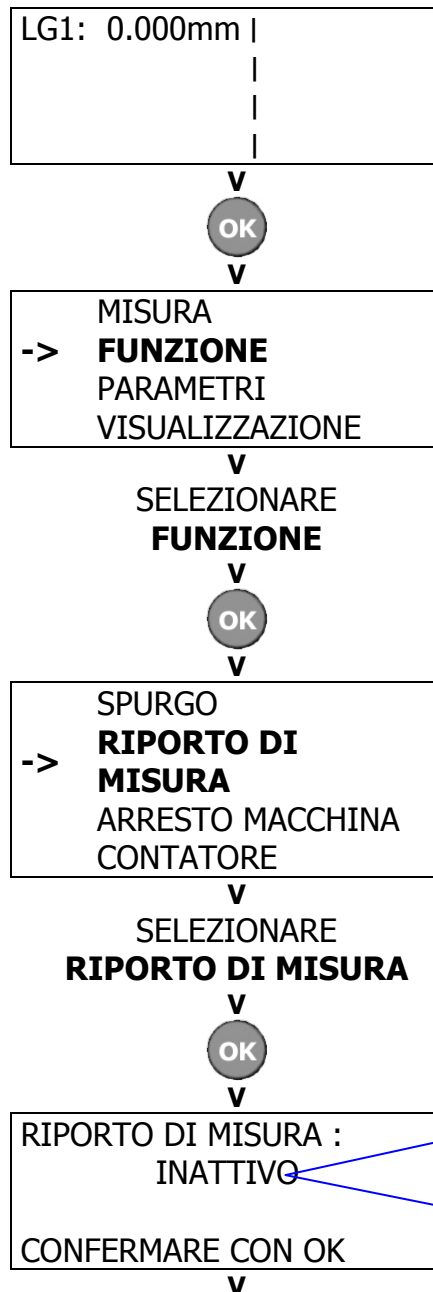 LG1: 0.000mm |
|
|
|
v
OK
v
MISURA
-> FUNZIONE
PARAMETRI
VISUALIZZAZIONE
v
SELEZIONARE
FUNZIONE
v
OK
v
SPURGO
-> RIPORTO DI
MISURA
ARRESTO MACCHINA
CONTATORE
v
SELEZIONARE
RIPORTO DI MISURA
v
OK
v
RIPORTO DI MISURA :
INATTIVO
CONFERMARE CON OK
v